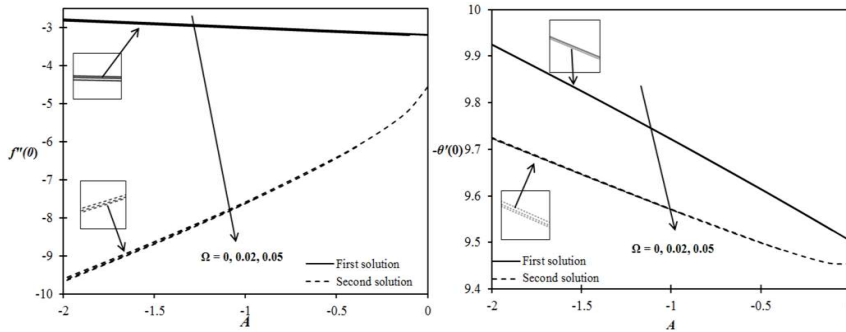 -3
-4
-5
-6
f''(0)
-7
-8
-9
-10
-2
-1.5
-1
-0.5
0
A
Ω = 0, 0.02, 0.05
First solution
Second solution
10
9.9
9.8
9.7
-θ'(0)
9.6
9.5
9.4
-2
-1.5
-1
-0.5
0
A
Ω = 0, 0.02, 0.05
First solution
Second solution